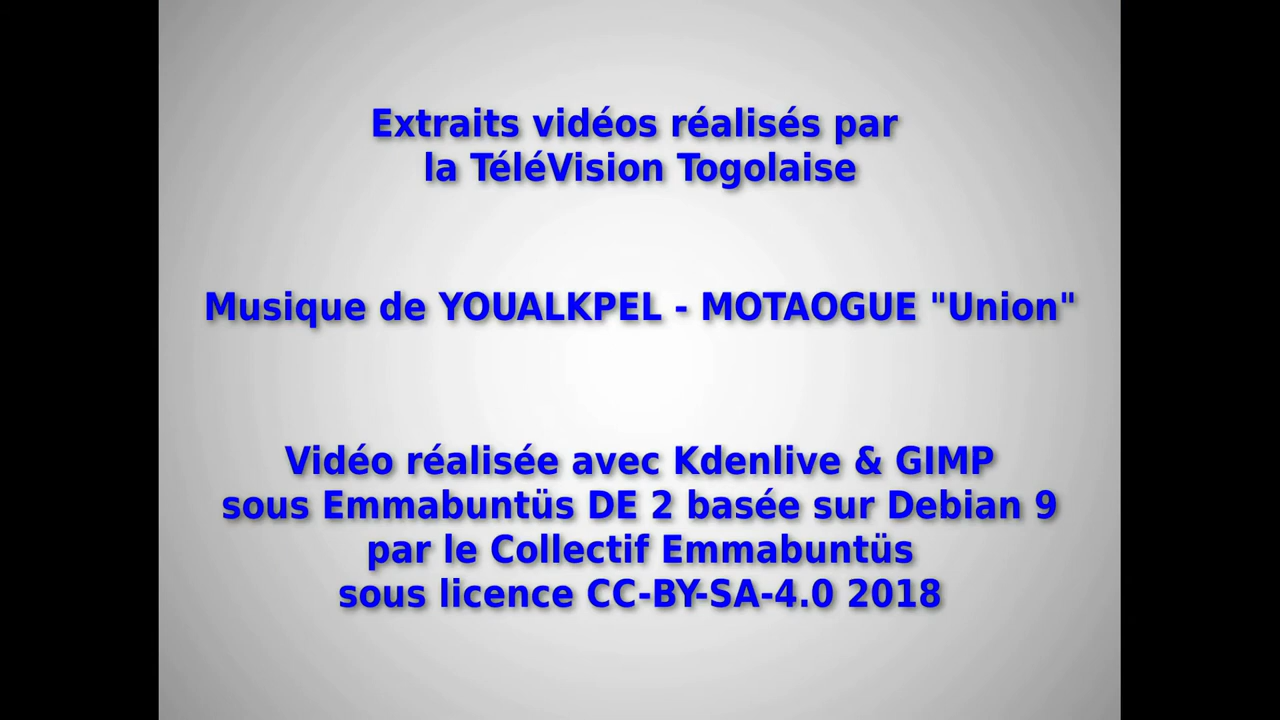 Extraits vidéos réalisés par
la TéléVision Togolaise
Musique de YOUALKPEL - MOTAOGUE "Union"
Vidéo réalisée avec Kdenlive & GIMP
sous Emmabuntüs DE 2 basée sur Debian 9
par le Collectif Emmabuntüs
sous licence CC-BY-SA-4.0 2018